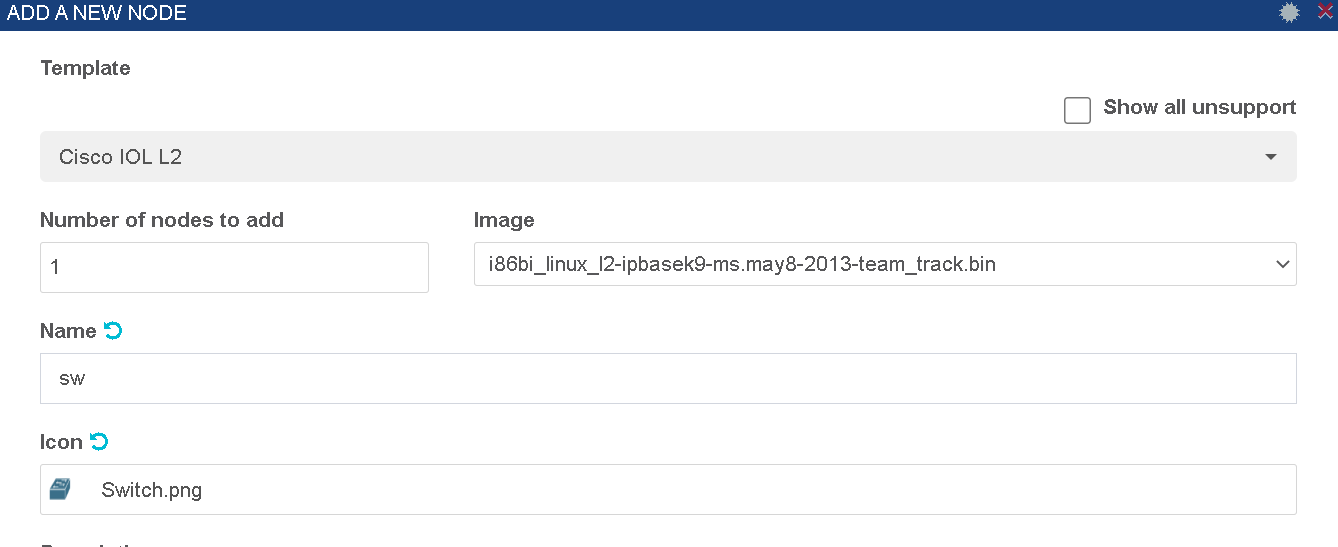 ADD A NEW NODE
Template
Show all unsupport
Cisco IOL L2
Number of nodes to add
Image
1
i86bi_linux_l2-ipbasek9-ms.may8-2013-team_track.bin
Name
sw
Icon
Switch.png